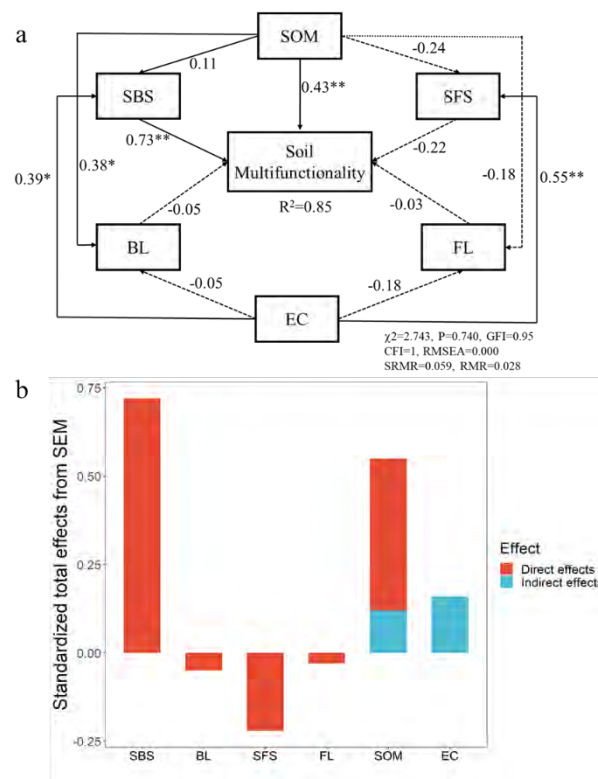 a
SOM
0.11
-0.24
0.43**
SBS
SFS
0.73**
-0.22
Soil
Multifunctionality
R²=0.85
0.39*
0.38*
-0.18
0.55**
-0.05
-0.03
BL
FL
-0.05
-0.18
EC
χ2=2.743, P=0.740, GFI=0.95
CFI=1, RMSEA=0.000
SRMR=0.059, RMR=0.028
b
Standardized total effects from SEM
0.75
0.50
0.25
0.00
-0.25
SBS BL SFS FL SOM EC
Effect
Direct effects
Indirect effects